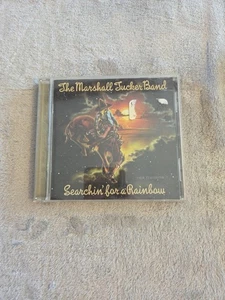 The Marshall Tucker Band
Searchin' for a Rainbow